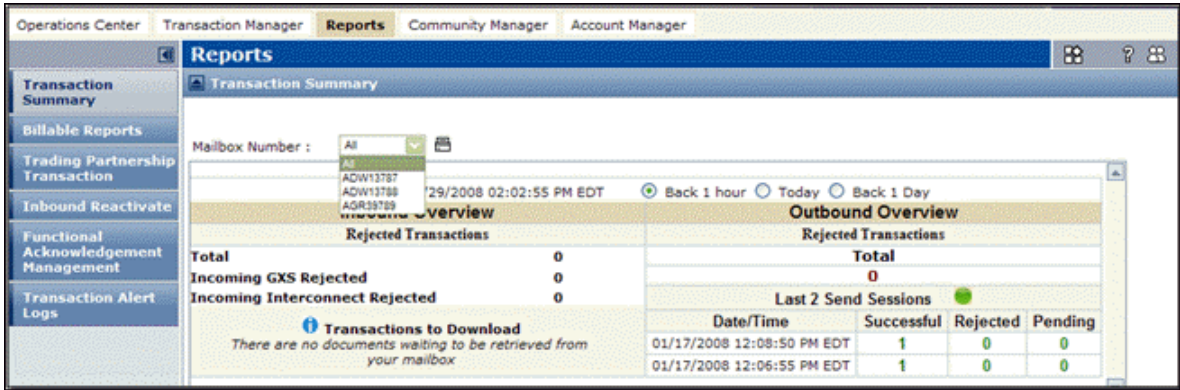 Operations Center Transaction Manager Reports Community Manager Account Manager
Reports
?
Transaction Summary
Billable Reports
Trading Partnership Transaction
Inbound Reactivate
Functional Acknowledgement Management
Transaction Alert Logs
Transaction Summary
Mailbox Number : All
All
ADW13787
ADW13788
AGR39789
/29/2008 02:02:55 PM EDT Back 1 hour Today Back 1 Day
Inbound Overview
Rejected Transactions
Total 0
Incoming GXS Rejected 0
Incoming Interconnect Rejected 0
Transactions to Download
There are no documents waiting to be retrieved from
your mailbox
Outbound Overview
Rejected Transactions
Total
0
Last 2 Send Sessions
Date/Time Successful Rejected Pending
01/17/2008 12:08:50 PM EDT 1 0 0
01/17/2008 12:06:55 PM EDT 1 0 0